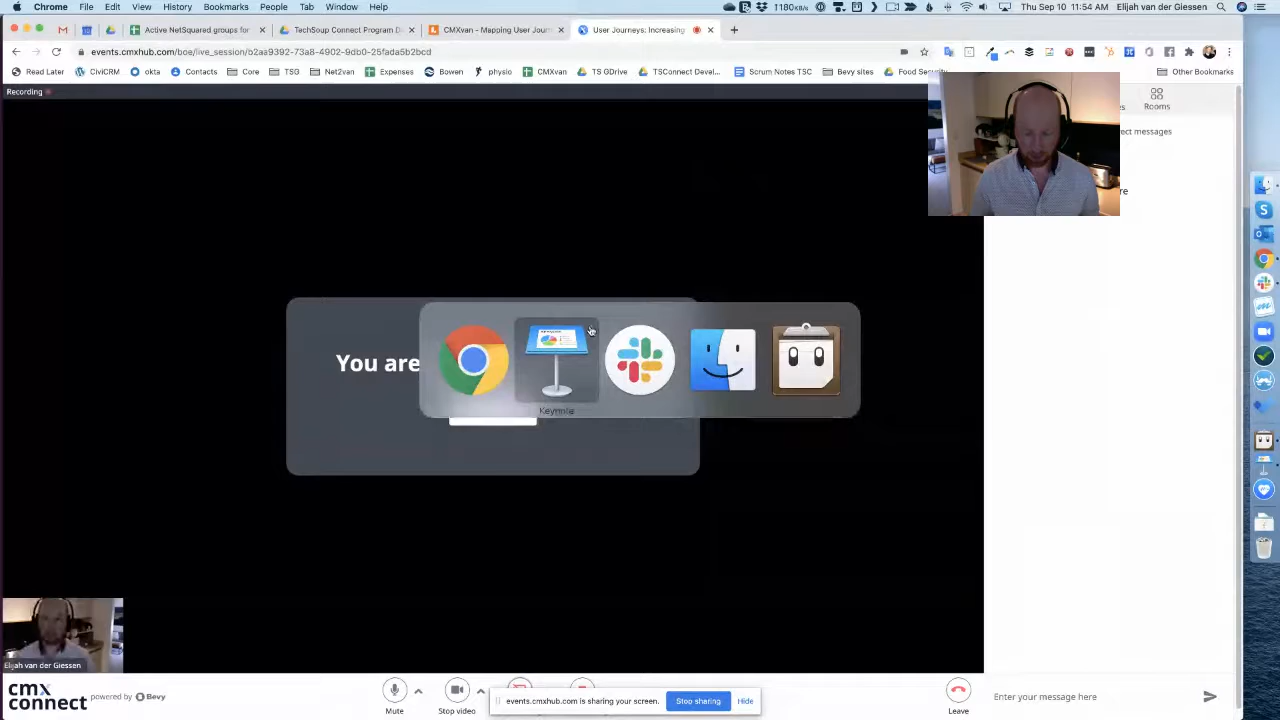 Chrome File Edit View History Bookmarks People Tab Window Help 1180KB/s Thu Sep 10 11:54 AM Elijah van der Giessen
Active NetSquared groups for TechSoup Connect Program D CMXvan - Mapping User Jour User Journeys: Increasing
events.cmxhub.com/boe/live_session/b2aa9392-73a8-4902-9db0-25fada5b2bcd
Read Later CiviCRM okta Contacts Core TSG Net2van Expenses Bowen physio CMXvan TS GDrive TSConnect Devel... Scrum Notes TSC Bevy sites Food Other Bookmarks
Recording
Rooms
ect messages
re
You are
Keynote
Elijah van der Giessen
cmx
connect
powered by Bevy
Mute Stop video
events.cmxhub.com is sharing your screen. Stop sharing Hide
Leave
Enter your message here